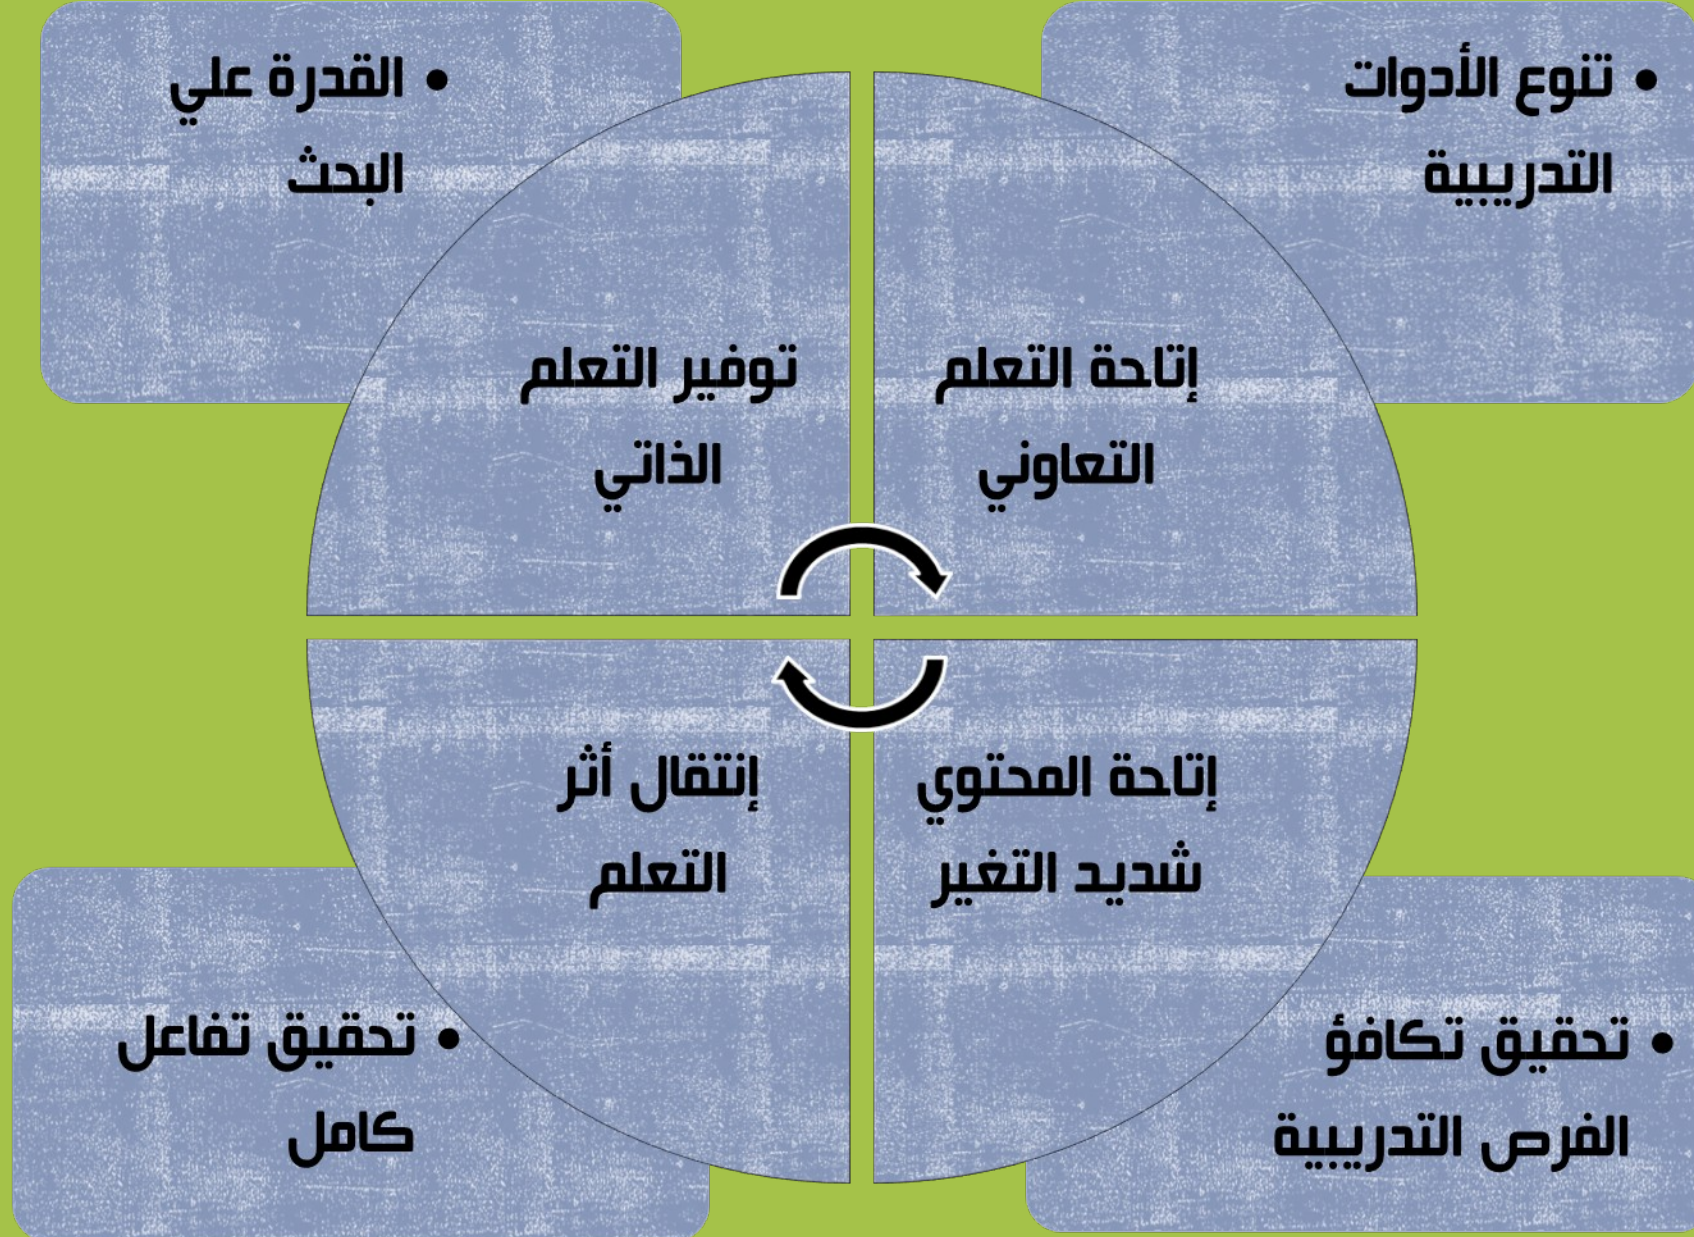 • تنوع الأدوات
التدريبية
• القدرة علي
البحث
إتاحة التعلم
التعاوني
توفير التعلم
الذاتي
إتاحة المحتوي
شديد التغير
إنتقال أثر
التعلم
• تحقيق تكافؤ
الفرص التدريبية
• تحقيق تفاعل
كامل